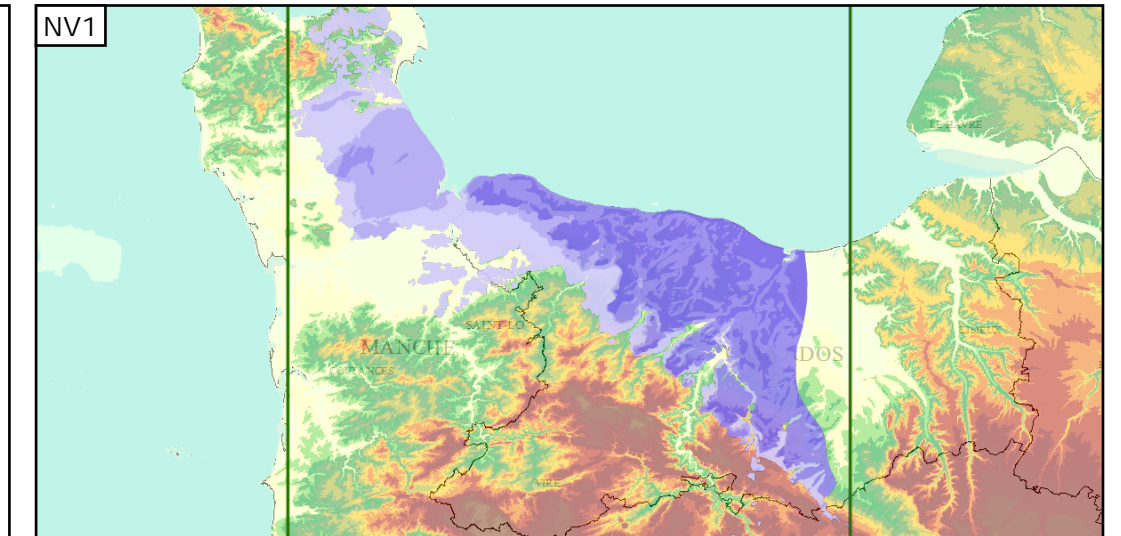 NV1
LE HAVRE
SAINT-LO
MANCHE
DOS
COUTANCES
VIRE